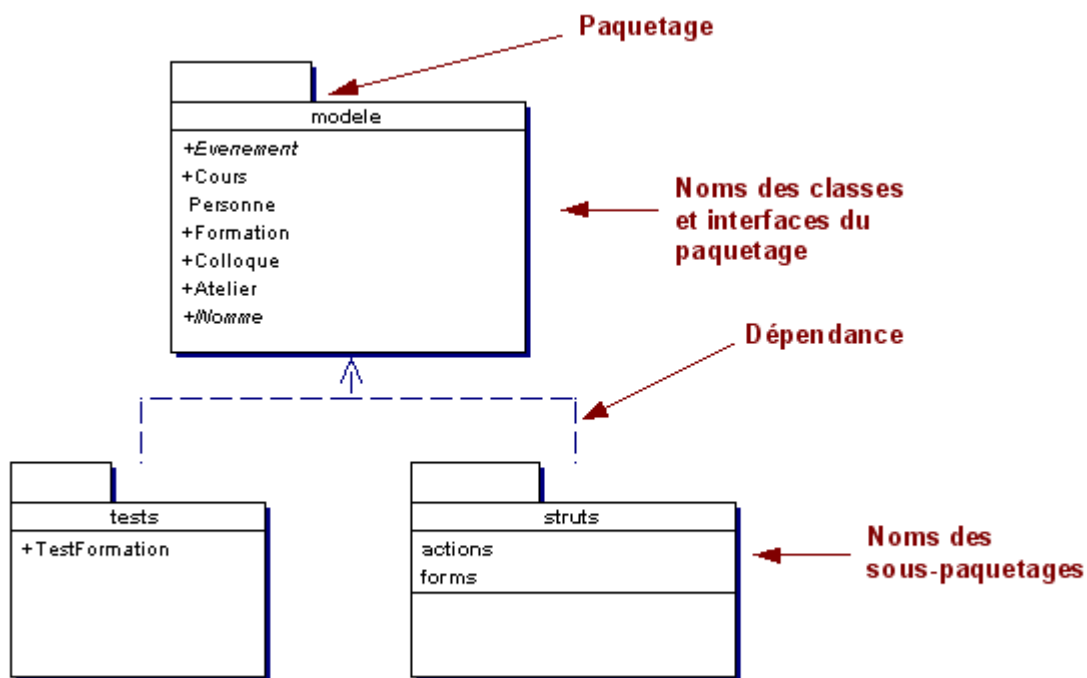 Paquetage
modele
+Evenement
+Cours
Personne
+Formation
+Colloque
+Atelier
+INomme
Noms des classes
et interfaces du
paquetage
Dépendance
tests
+TestFormation
struts
actions
forms
Noms des
sous-paquetages